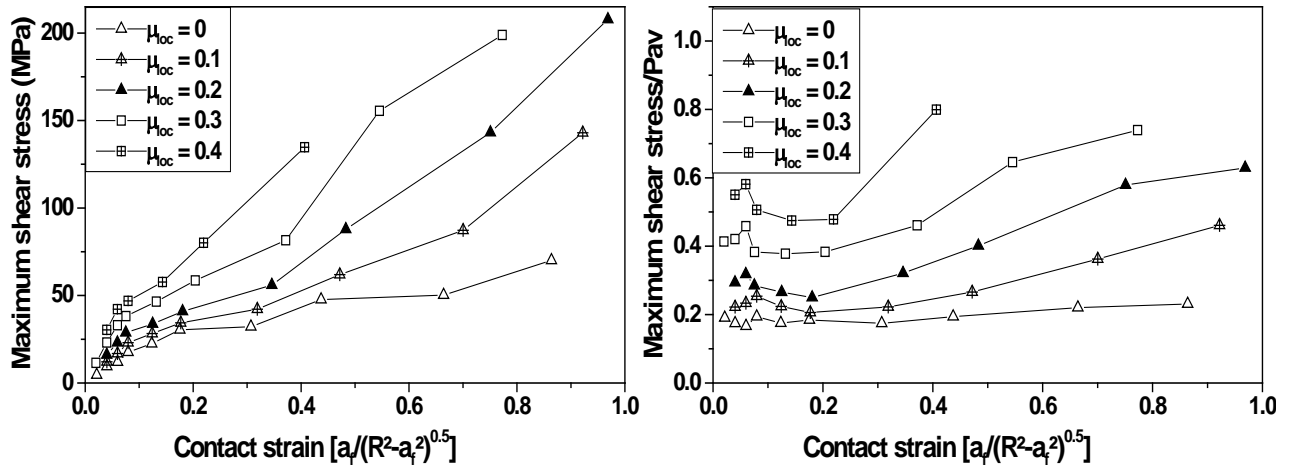 Maximum shear stress (MPa)
200
150
100
50
0
μloc = 0
μloc = 0.1
μloc = 0.2
μloc = 0.3
μloc = 0.4
0.0 0.2 0.4 0.6 0.8 1.0
Contact strain [af/(R²-af²)0.5]
Maximum shear stress/Pav
1.0
0.8
0.6
0.4
0.2
0.0
μloc = 0
μloc = 0.1
μloc = 0.2
μloc = 0.3
μloc = 0.4
0.0 0.2 0.4 0.6 0.8 1.0
Contact strain [af/(R²-af²)0.5]